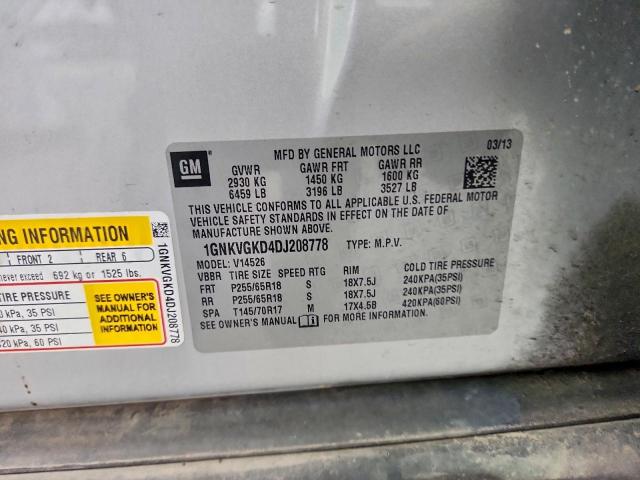 GM
MFD BY GENERAL MOTORS LLC
03/13
GVWR GAWR FRT GAWR RR
2930 KG 1450 KG 1600 KG
6459 LB 3196 LB 3527 LB
THIS VEHICLE CONFORMS TO ALL APPLICABLE U.S. FEDERAL MOTOR
VEHICLE SAFETY STANDARDS IN EFFECT ON THE DATE OF
MANUFACTURE SHOWN ABOVE.
1GNKVGKD4DJ208778 TYPE: M.P.V.
MODEL: V14526
VBBR TIRE SIZE SPEED RTG RIM COLD TIRE PRESSURE
FRT P255/65R18 S 18X7.5J 240KPA(35PSI)
RR P255/65R18 S 18X7.5J 240KPA(35PSI)
SPA T145/70R17 M 17X4.5B 420KPA(60PSI)
SEE OWNER'S MANUAL FOR MORE INFORMATION.
NG INFORMATION
FRONT 2 REAR 6
never exceed 692 kg or 1525 lbs.
TIRE PRESSURE
kPa, 35 PSI
40 kPa, 35 PSI
420 kPa, 60 PSI
SEE OWNER'S
MANUAL FOR
ADDITIONAL
INFORMATION
1GNKVGKD4DJ208778